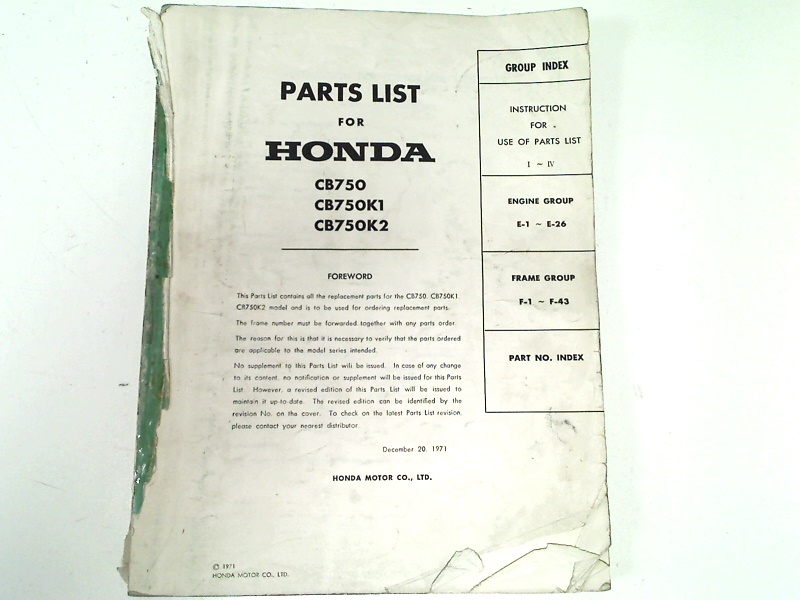 PARTS LIST
FOR
HONDA
CB750
CB750K1
CB750K2
FOREWORD
This Parts List contains all the replacement parts for the CB750, CB750K1,
CB750K2 model and is to be used for ordering replacement parts.
The frame number must be forwarded together with any parts order.
The reason for this is that it is necessary to verify that the parts ordered
are applicable to the model series intended.
No supplement to this Parts List will be issued. In case of any change
to its content, no notification or supplement will be issued for this Parts
List. However, a revised edition of this Parts List will be issued to
maintain it up-to-date. The revised edition can be identified by the
revision No. on the cover. To check on the latest Parts List revision,
please contact your nearest distributor.
December 20, 1971
HONDA MOTOR CO., LTD.
© 1971
HONDA MOTOR CO., LTD.
GROUP INDEX
INSTRUCTION
FOR
USE OF PARTS LIST
I ~ IV
ENGINE GROUP
E-1 ~ E-26
FRAME GROUP
F-1 ~ F-43
PART NO. INDEX